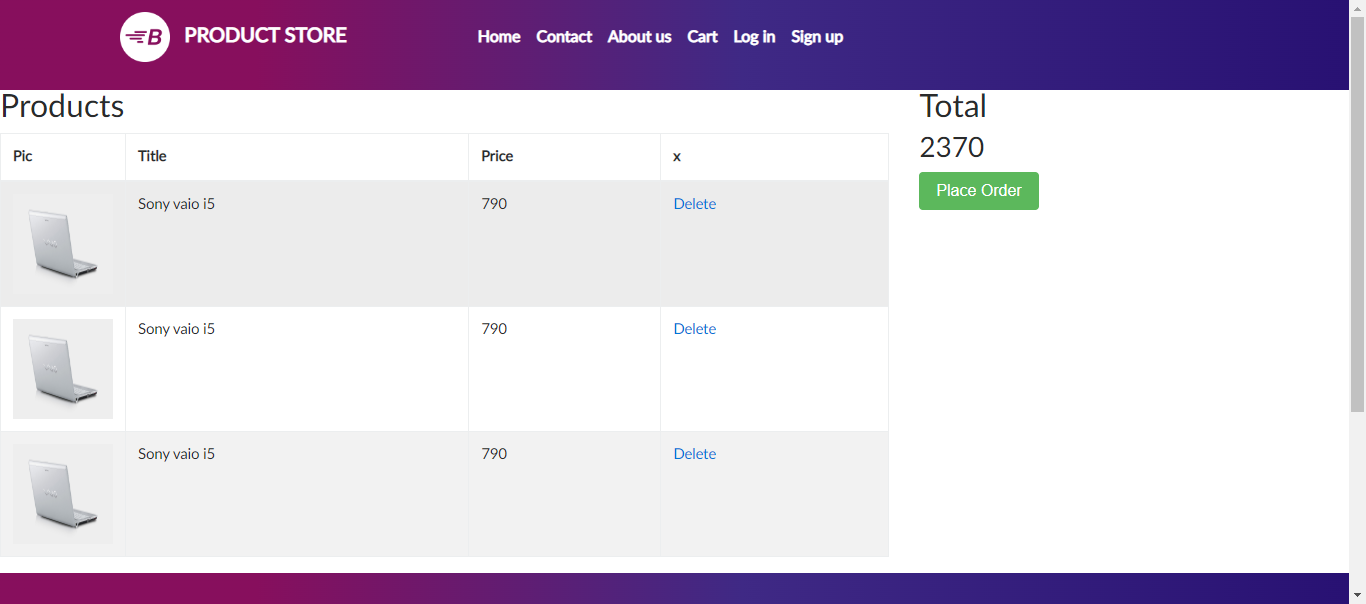 B PRODUCT STORE Home Contact About us Cart Log in Sign up
Products
Total
2370
Place Order
Pic Title Price x
Sony vaio i5 790 Delete
Sony vaio i5 790 Delete
Sony vaio i5 790 Delete